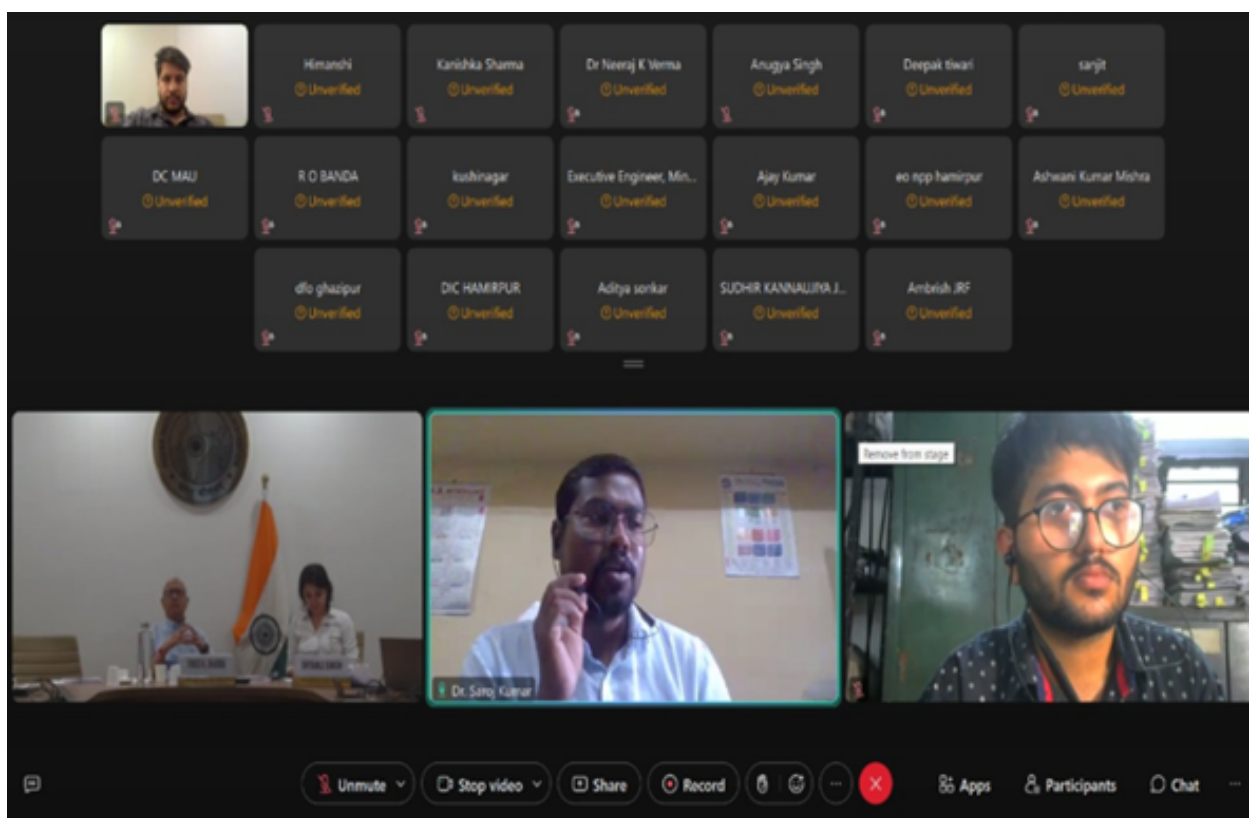 Himanshi
Unverified
Kanishka Sharma
Unverified
Dr Neeraj K Verma
Unverified
Anugya Singh
Unverified
Deepak tiwari
Unverified
sanjit
Unverified
DC MAU
Unverified
R O BANDA
Unverified
kushinagar
Unverified
Executive Engineer, Min...
Unverified
Ajay Kumar
Unverified
eo npp hamirpur
Unverified
Ashwani Kumar Mishra
Unverified
dfo ghazipur
Unverified
DIC HAMIRPUR
Unverified
Aditya sonkar
Unverified
SUDHIR KANNAUJIYA J...
Unverified
Ambrish JRF
Unverified
Remove from stage
Dr. Saroj Kumar
Unmute
Stop video
Share
Record
Apps
Participants
Chat